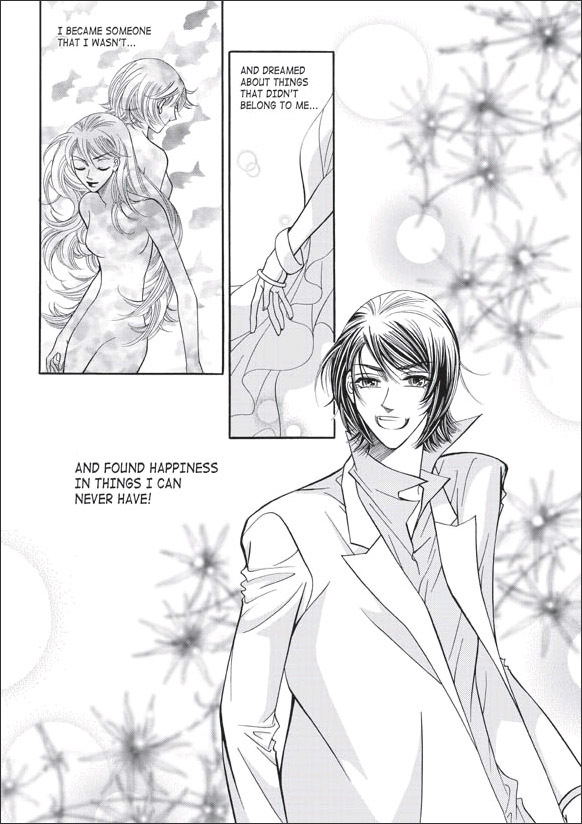 I BECAME SOMEONE
THAT I WASN'T...
AND DREAMED
ABOUT THINGS
THAT DIDN'T
BELONG TO ME...
AND FOUND HAPPINESS
IN THINGS I CAN
NEVER HAVE!